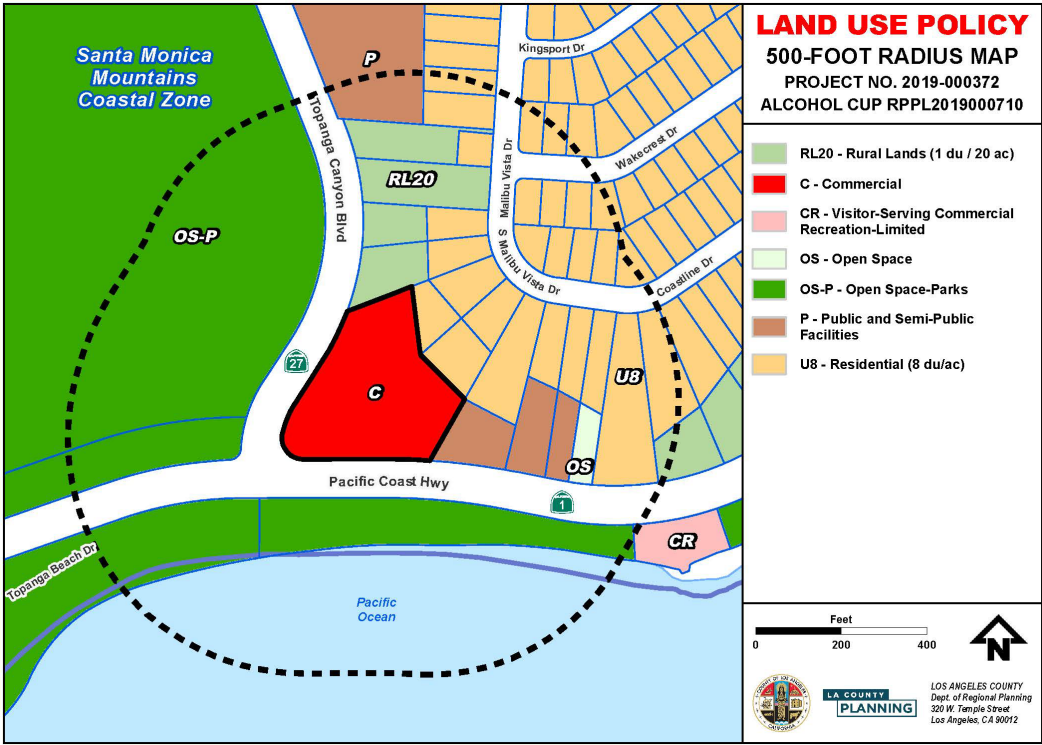 LAND USE POLICY
500-FOOT RADIUS MAP
PROJECT NO. 2019-000372
ALCOHOL CUP RPPL2019000710
RL20 - Rural Lands (1 du / 20 ac)
C - Commercial
CR - Visitor-Serving Commercial
Recreation-Limited
OS - Open Space
OS-P - Open Space-Parks
P - Public and Semi-Public
Facilities
U8 - Residential (8 du/ac)
Santa Monica
Mountains
Coastal Zone
P
Kingsport Dr
Topanga Canyon Blvd
Wakecrest Dr
S Malibu Vista Dr
RL20
OS-P
S Malibu Vista Dr
Coastline Dr
27
C
U8
OS
Pacific Coast Hwy
1
CR
Topanga Beach Dr
Pacific
Ocean
Feet
0 200 400
N
COUNTY OF LOS ANGELES
CALIFORNIA
LA COUNTY
PLANNING
LOS ANGELES COUNTY
Dept. of Regional Planning
320 W. Temple Street
Los Angeles, CA 90012